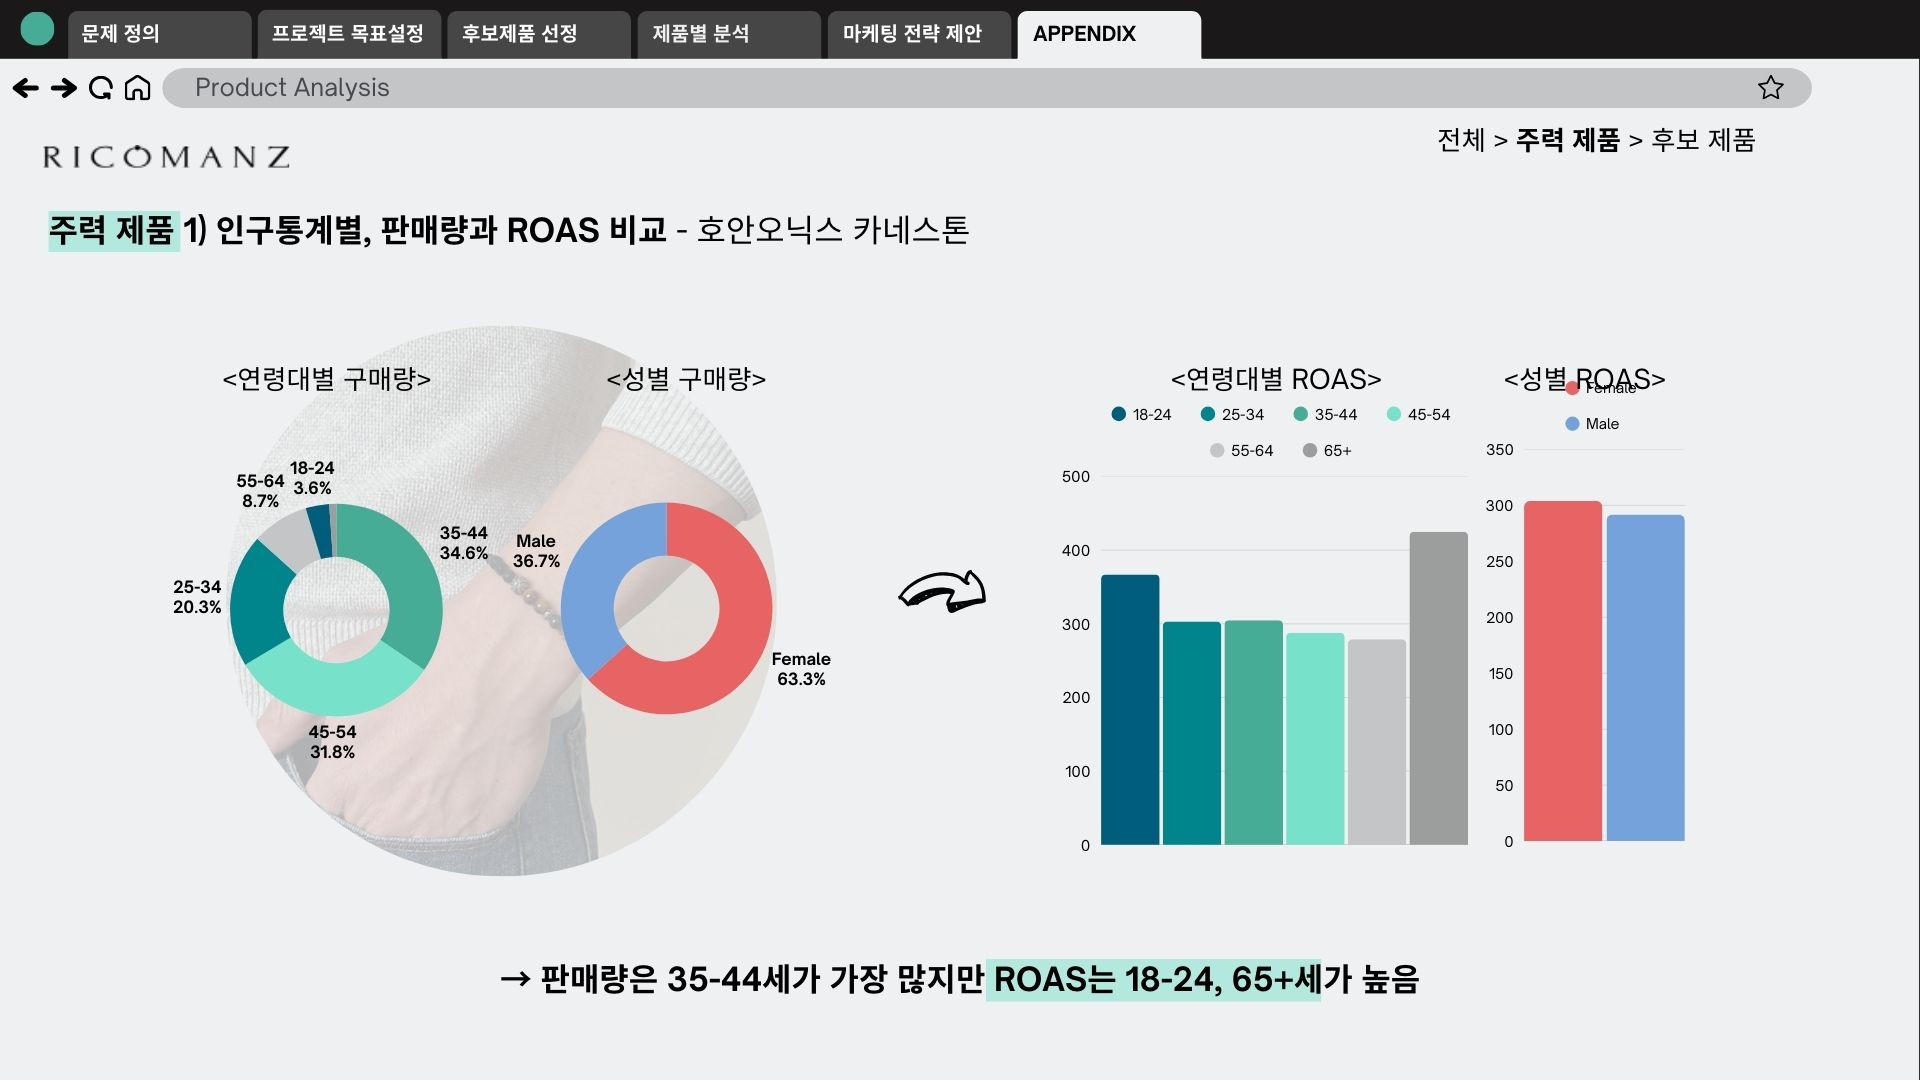 문제 정의
프로젝트 목표설정
후보제품 선정
제품별 분석
마케팅 전략 제안
APPENDIX
Product Analysis
RICOMANZ
전체 > 주력 제품 > 후보 제품
주력 제품 1) 인구통계별, 판매량과 ROAS 비교 - 호안오닉스 카네스톤
<연령대별 구매량>
18-24
3.6%
55-64
8.7%
35-44
34.6%
25-34
20.3%
45-54
31.8%
<성별 구매량>
Male
36.7%
Female
63.3%
<연령대별 ROAS>
18-24 25-34 35-44 45-54
55-64 65+
500
400
300
200
100
0
<성별 ROAS>
Female
Male
350
300
250
200
150
100
50
0
→ 판매량은 35-44세가 가장 많지만 ROAS는 18-24, 65+세가 높음